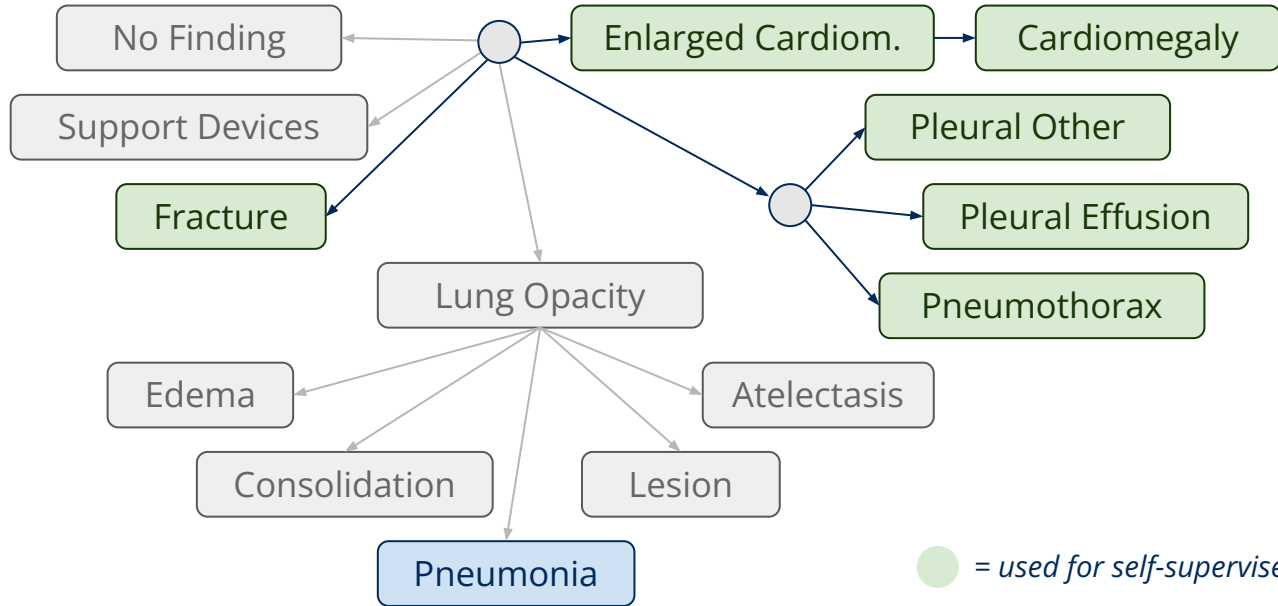 No Finding
Enlarged Cardiom.
Cardiomegaly
Support Devices
Pleural Other
Fracture
Pleural Effusion
Lung Opacity
Pneumothorax
Edema
Atelectasis
Consolidation
Lesion
Pneumonia
= used for self-supervise